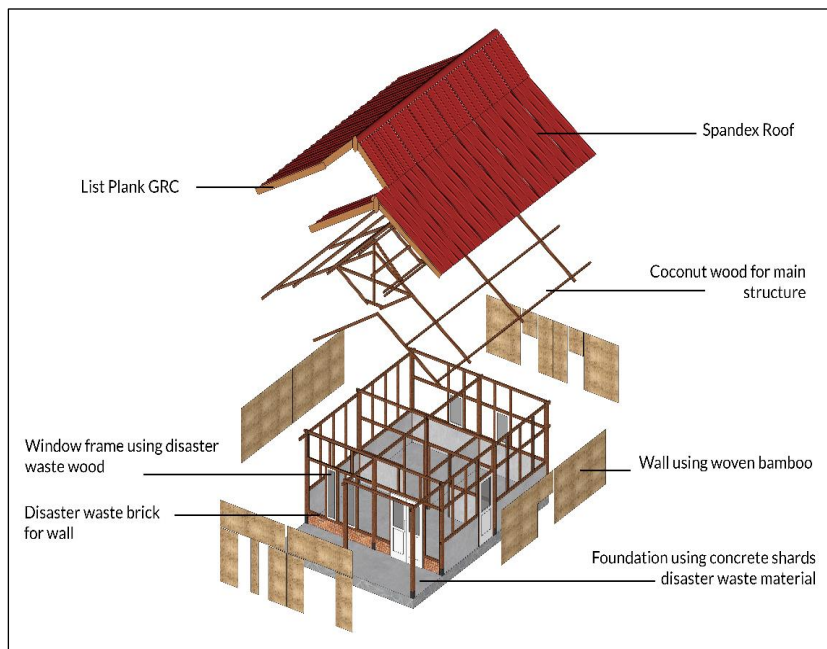 Spandex Roof
List Plank GRC
Coconut wood for main
structure
Window frame using disaster
waste wood
Wall using woven bamboo
Disaster waste brick
for wall
Foundation using concrete shards
disaster waste material